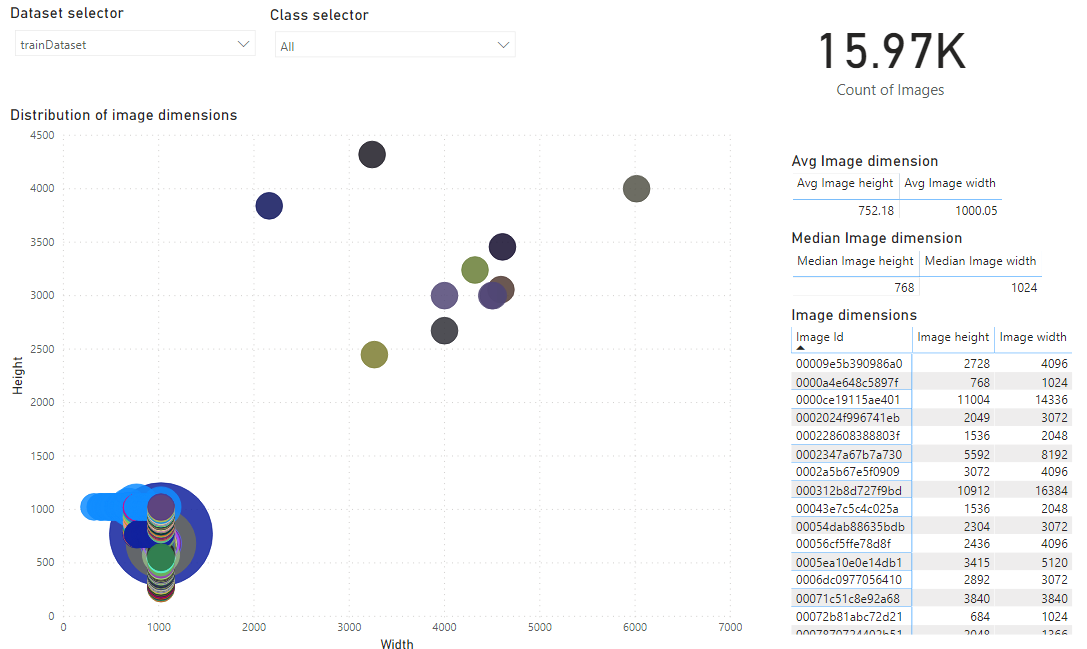 Dataset selector
trainDataset
Class selector
All
15.97K
Count of Images
Distribution of image dimensions
4500
4000
3500
3000
2500
2000
1500
1000
500
0
Height
0 1000 2000 3000 4000 5000 6000 7000
Width
Avg Image dimension
Avg Image height Avg Image width
752.18 1000.05
Median Image dimension
Median Image height Median Image width
768 1024
Image dimensions
Image Id Image height Image width
00009e5b390986a0 2728 4096
0000a4e648c5897f 768 1024
0000ce19115ae401 11004 14336
0002024f996741eb 2049 3072
000228608388803f 1536 2048
0002347a67b7a730 5592 8192
0002a5b67e5f0909 3072 4096
000312b8d727f9bd 10912 16384
00043e7c5c4c025a 1536 2048
00054dab88635bdb 2304 3072
00056cf5ffe78d8f 2436 4096
0005ea10e0e14db1 3415 5120
0006dc0977056410 2892 3072
00071c51c8e92a68 3840 3840
00072b81abc72d21 684 1024